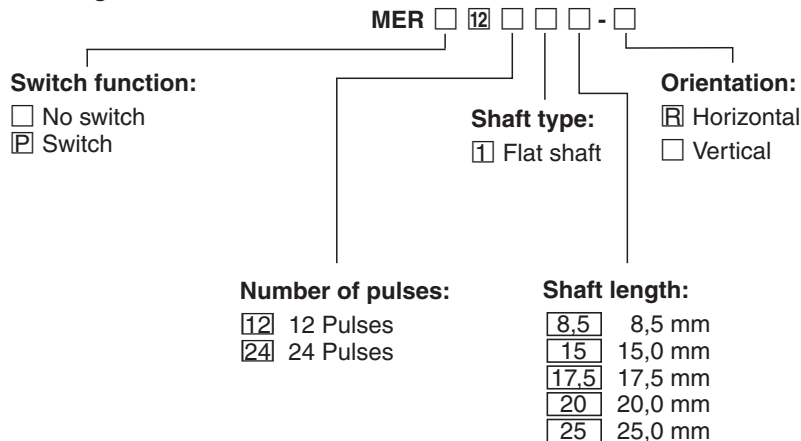 MER □ 12 □ □ □ - □
Switch function:
□ No switch
P Switch
Number of pulses:
12 12 Pulses
24 24 Pulses
Shaft type:
1 Flat shaft
Shaft length:
8,5 8,5 mm
15 15,0 mm
17,5 17,5 mm
20 20,0 mm
25 25,0 mm
Orientation:
R Horizontal
□ Vertical